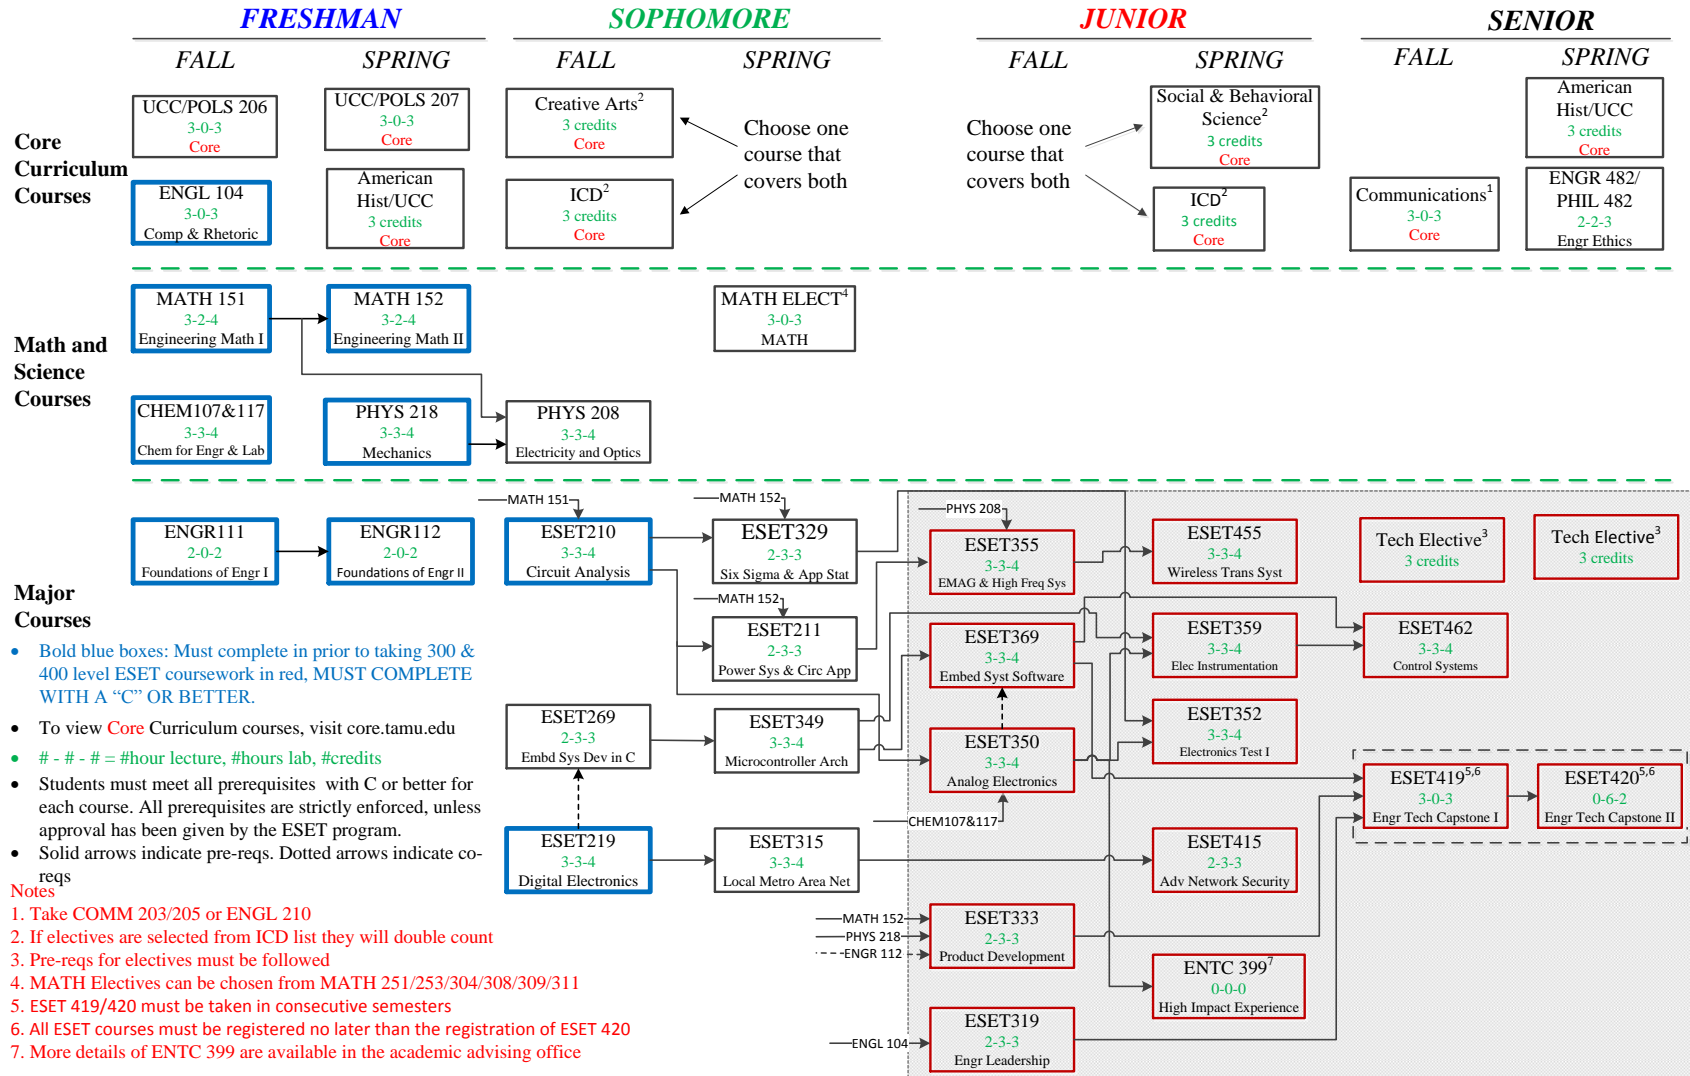 FRESHMAN
SOPHOMORE
JUNIOR
SENIOR
FALL
SPRING
FALL
SPRING
FALL
SPRING
FALL
SPRING
Core
Curriculum
Courses
UCC/POLS 206
3-0-3
Core
UCC/POLS 207
3-0-3
Core
Creative Arts2
3 credits
Core
Choose one
course that
covers both
Choose one
course that
covers both
Social & Behavioral
Science2
3 credits
Core
American
Hist/UCC
3 credits
Core
ENGL 104
3-0-3
Comp & Rhetoric
American
Hist/UCC
3 credits
Core
ICD2
3 credits
Core
ICD2
3 credits
Core
Communications1
3-0-3
Core
ENGR 482/
PHIL 482
2-2-3
Engr Ethics
Math and
Science
Courses
MATH 151
3-2-4
Engineering Math I
MATH 152
3-2-4
Engineering Math II
MATH ELECT4
3-0-3
MATH
CHEM107&117
3-3-4
Chem for Engr & Lab
PHYS 218
3-3-4
Mechanics
PHYS 208
3-3-4
Electricity and Optics
Major
Courses
MATH 151
MATH 152
PHYS 208
ENGR111
2-0-2
Foundations of Engr I
ENGR112
2-0-2
Foundations of Engr II
ESET210
3-3-4
Circuit Analysis
ESET329
2-3-3
Six Sigma & App Stat
ESET355
3-3-4
EMAG & High Freq Sys
ESET455
3-3-4
Wireless Trans Syst
Tech Elective3
3 credits
Tech Elective3
3 credits
MATH 152
ESET211
2-3-3
Power Sys & Circ App
ESET369
3-3-4
Embed Syst Software
ESET359
3-3-4
Elec Instrumentation
ESET462
3-3-4
Control Systems
ESET269
2-3-3
Embd Sys Dev in C
ESET349
3-3-4
Microcontroller Arch
ESET350
3-3-4
Analog Electronics
ESET352
3-3-4
Electronics Test I
ESET4195,6
3-0-3
Engr Tech Capstone I
ESET4205,6
0-6-2
Engr Tech Capstone II
CHEM107&117
ESET219
3-3-4
Digital Electronics
ESET315
3-3-4
Local Metro Area Net
ESET415
2-3-3
Adv Network Security
MATH 152
PHYS 218
ENGR 112
ESET333
2-3-3
Product Development
ENTC 3997
0-0-0
High Impact Experience
ENGL 104
ESET319
2-3-3
Engr Leadership
• Bold blue boxes: Must complete in prior to taking 300 &
400 level ESET coursework in red, MUST COMPLETE
WITH A “C” OR BETTER.
• To view Core Curriculum courses, visit core.tamu.edu
• # - # - # = #hour lecture, #hours lab, #credits
• Students must meet all prerequisites with C or better for
each course. All prerequisites are strictly enforced, unless
approval has been given by the ESET program.
• Solid arrows indicate pre-reqs. Dotted arrows indicate co-
reqs
Notes
1. Take COMM 203/205 or ENGL 210
2. If electives are selected from ICD list they will double count
3. Pre-reqs for electives must be followed
4. MATH Electives can be chosen from MATH 251/253/304/308/309/311
5. ESET 419/420 must be taken in consecutive semesters
6. All ESET courses must be registered no later than the registration of ESET 420
7. More details of ENTC 399 are available in the academic advising office